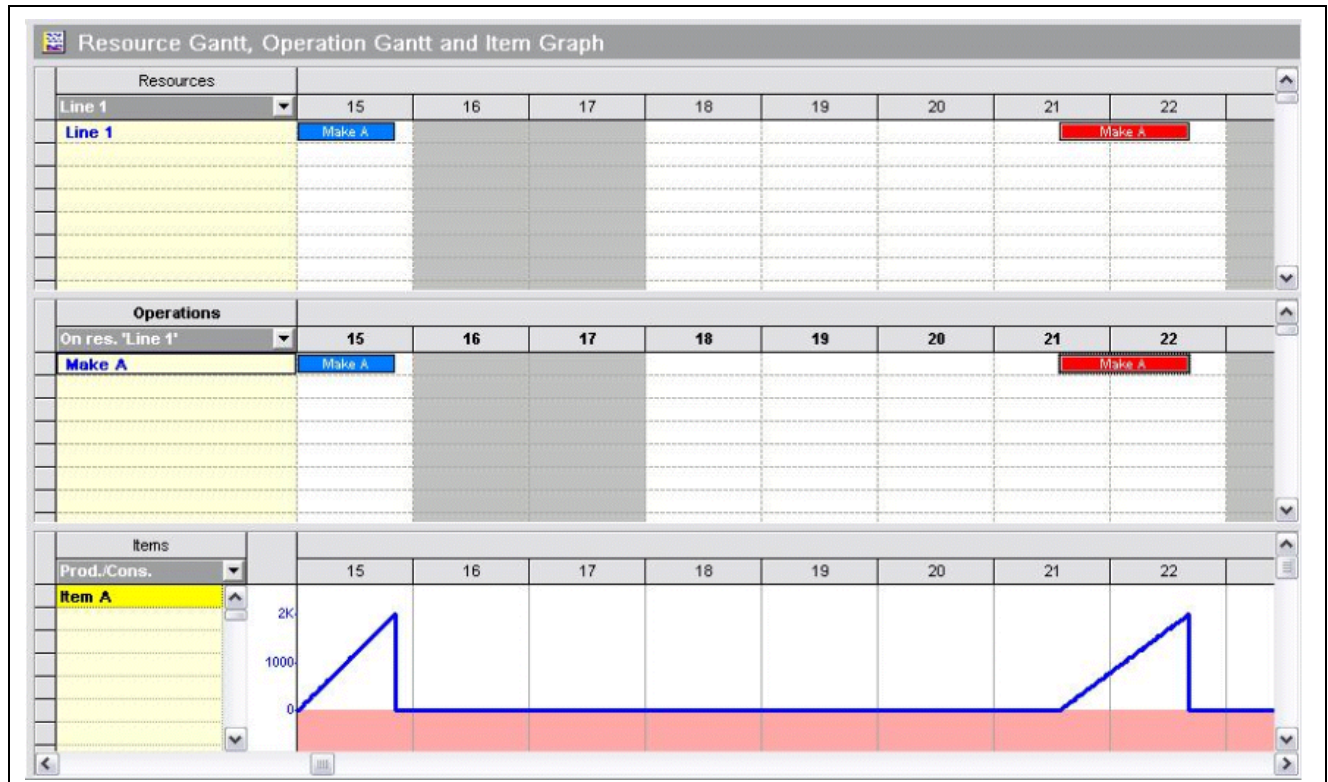 Resource Gantt, Operation Gantt and Item Graph
Resources
Line 1 15 16 17 18 19 20 21 22
Line 1 Make A Make A
Operations
On res. 'Line 1' 15 16 17 18 19 20 21 22
Make A Make A Make A
Items
Prod./Cons. 15 16 17 18 19 20 21 22
Item A
2K
1000
0